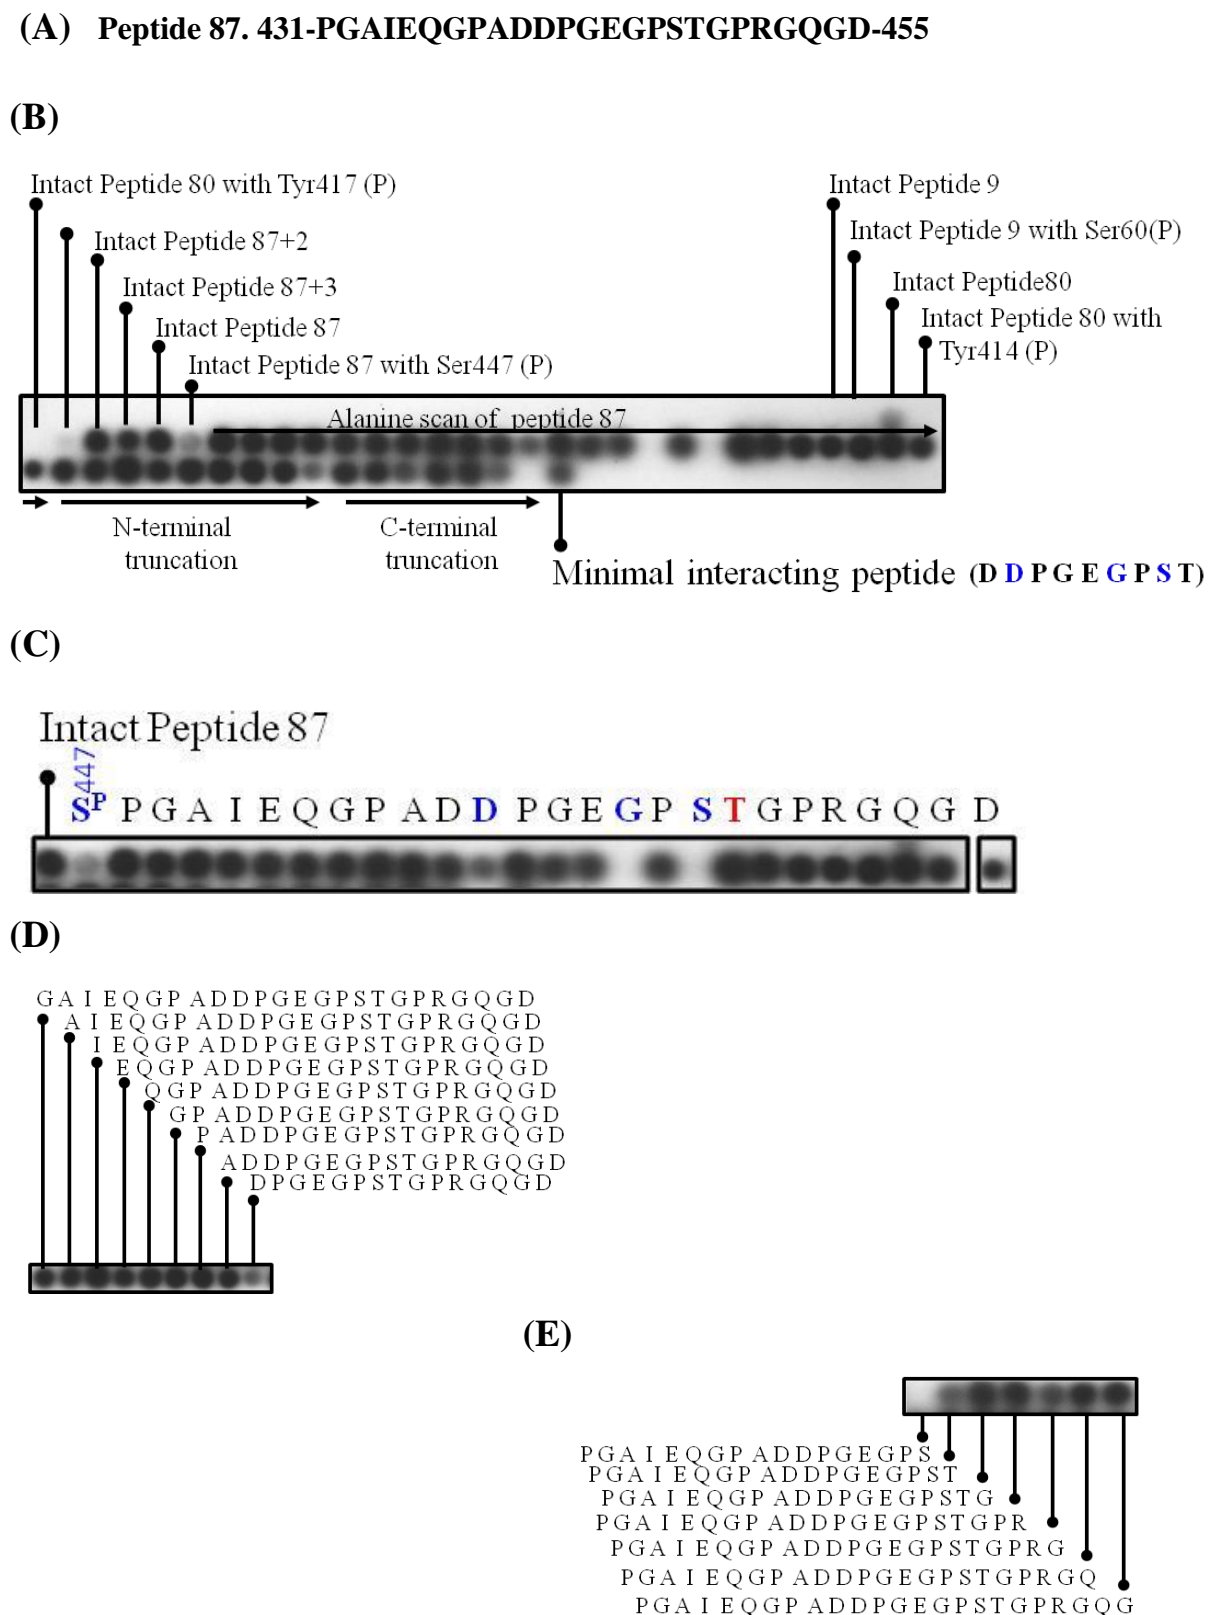 (A) Peptide 87. 431-PGAIEQGPADDPGEGPSTGPRGQGD-455
(B)
Intact Peptide 80 with Tyr417 (P)
Intact Peptide 87+2
Intact Peptide 87+3
Intact Peptide 87
Intact Peptide 87 with Ser447 (P)
Intact Peptide 9
Intact Peptide 9 with Ser60(P)
Intact Peptide80
Intact Peptide 80 with
Tyr414 (P)
Alanine scan of peptide 87
N-terminal
truncation
C-terminal
truncation
Minimal interacting peptide (D D P G E G P S T)
(C)
Intact Peptide 87
447
S P P G A I E Q G P A D D P G E G P S T G P R G Q G D
(D)
G A I E Q G P A D D P G E G P S T G P R G Q G D
A I E Q G P A D D P G E G P S T G P R G Q G D
I E Q G P A D D P G E G P S T G P R G Q G D
E Q G P A D D P G E G P S T G P R G Q G D
Q G P A D D P G E G P S T G P R G Q G D
G P A D D P G E G P S T G P R G Q G D
P A D D P G E G P S T G P R G Q G D
A D D P G E G P S T G P R G Q G D
D P G E G P S T G P R G Q G D
(E)
P G A I E Q G P A D D P G E G P S
P G A I E Q G P A D D P G E G P S T
P G A I E Q G P A D D P G E G P S T G
P G A I E Q G P A D D P G E G P S T G P R
P G A I E Q G P A D D P G E G P S T G P R G
P G A I E Q G P A D D P G E G P S T G P R G Q
P G A I E Q G P A D D P G E G P S T G P R G Q G